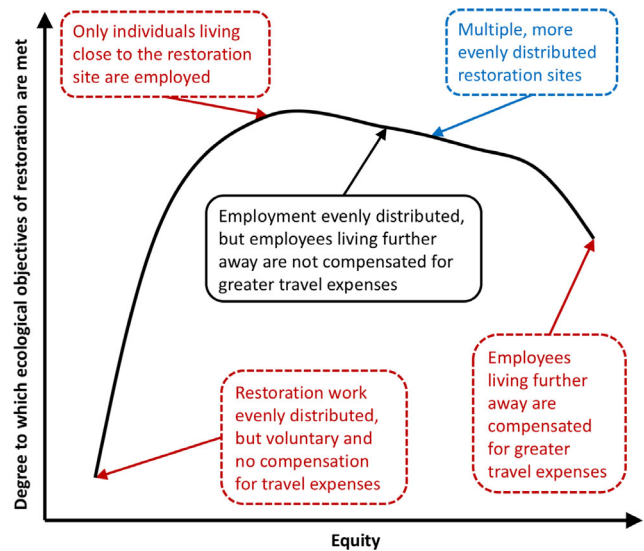 Only individuals living
close to the restoration
site are employed
Multiple, more
evenly distributed
restoration sites
Employment evenly distributed,
but employees living further
away are not compensated for
greater travel expenses
Restoration work
evenly distributed,
but voluntary and
no compensation
for travel expenses
Employees
living further
away are
compensated
for greater
travel expenses
Degree to which ecological objectives of restoration are met
Equity